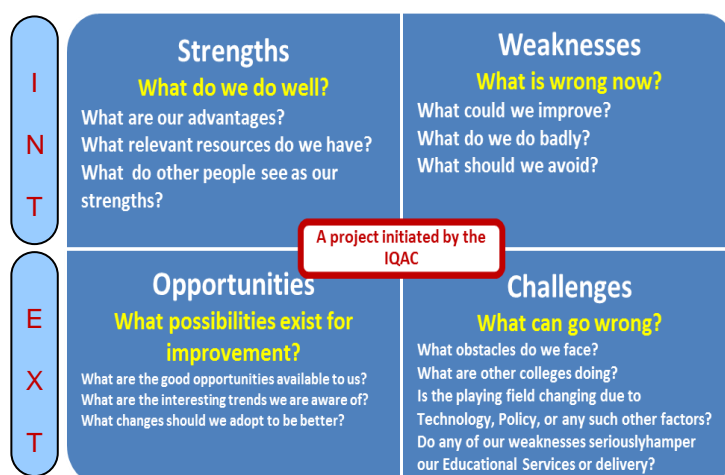 I
N
T
Strengths
What do we do well?
What are our advantages?
What relevant resources do we have?
What do other people see as our
strengths?
Weaknesses
What is wrong now?
What could we improve?
What do we do badly?
What should we avoid?
A project initiated by the
IQAC
E
X
T
Opportunities
What possibilities exist for
improvement?
What are the good opportunities available to us?
What are the interesting trends we are aware of?
What changes should we adopt to be better?
Challenges
What can go wrong?
What obstacles do we face?
What are other colleges doing?
Is the playing field changing due to
Technology, Policy, or any such other factors?
Do any of our weaknesses seriouslyhamper
our Educational Services or delivery?